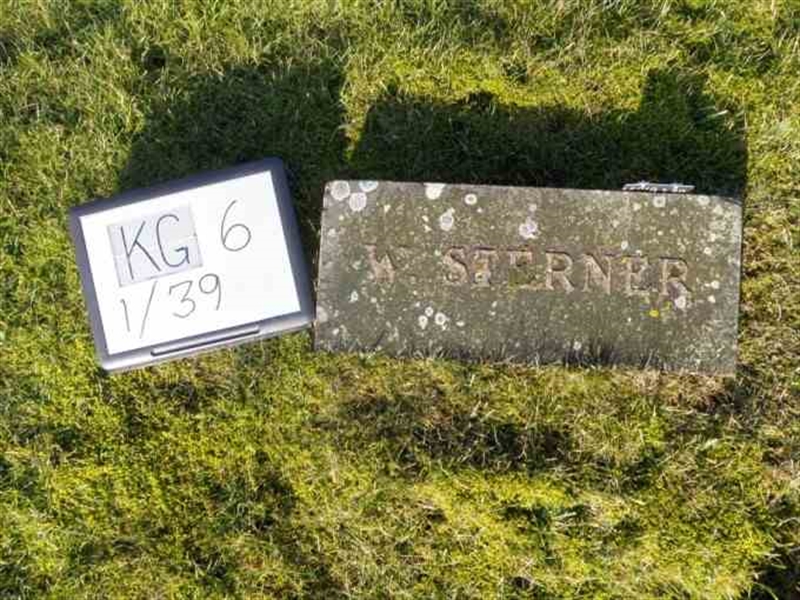 KG 6
1/39
W. STERNER